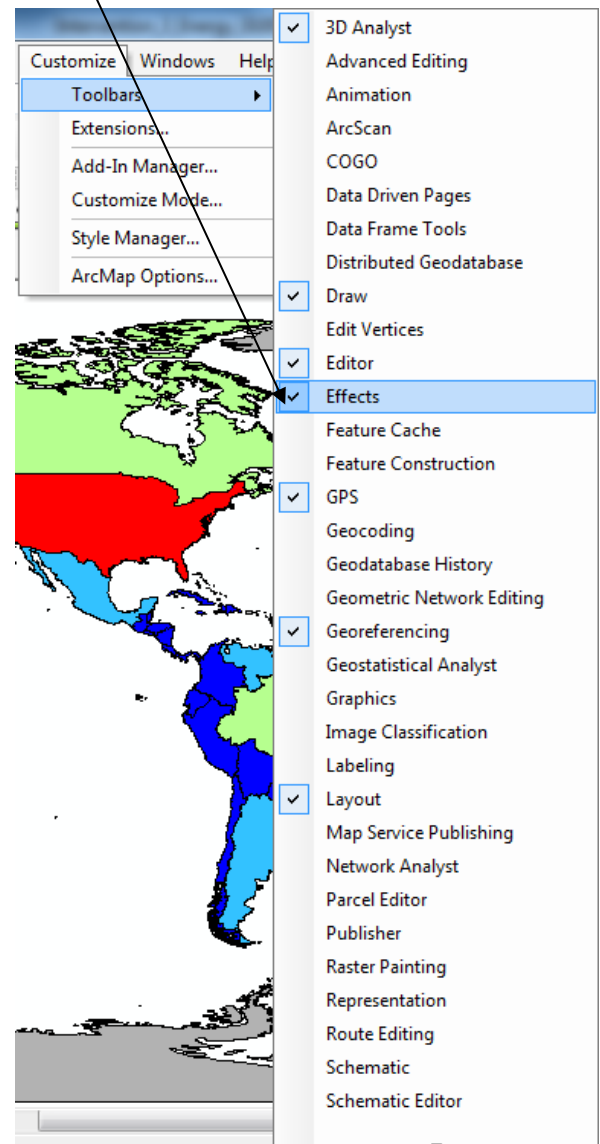 Customize Windows Help
Toolbars
Extensions...
Add-In Manager...
Customize Mode...
Style Manager...
ArcMap Options...
3D Analyst
Advanced Editing
Animation
ArcScan
COGO
Data Driven Pages
Data Frame Tools
Distributed Geodatabase
Draw
Edit Vertices
Editor
Effects
Feature Cache
Feature Construction
GPS
Geocoding
Geodatabase History
Geometric Network Editing
Georeferencing
Geostatistical Analyst
Graphics
Image Classification
Labeling
Layout
Map Service Publishing
Network Analyst
Parcel Editor
Publisher
Raster Painting
Representation
Route Editing
Schematic
Schematic Editor